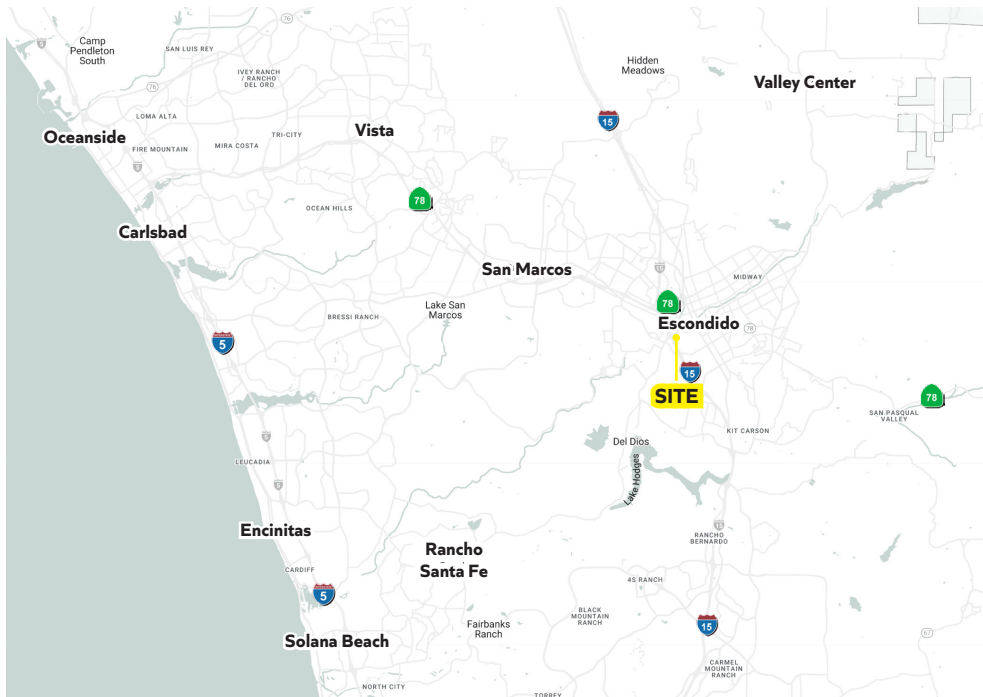 76
5
Camp
Pendleton
South
SAN LUIS REY
Hidden
Meadows
IVEY RANCH
/ RANCHO
DEL ORO
Valley Center
76
LOMA ALTA
15
Oceanside
TRI-CITY
Vista
FIRE MOUNTAIN
MIRA COSTA
5
78
OCEAN HILLS
Carlsbad
San Marcos
15
MIDWAY
Lake San
Marcos
78
BRESSI RANCH
Escondido
78
5
15
SITE
78
SAN PASQUAL
VALLEY
KIT CARSON
5
Del Dios
LEUCADIA
Lake Hodges
5
Encinitas
15
RANCHO
BERNARDO
Rancho
Santa Fe
CARDIFF
4S RANCH
5
BLACK
MOUNTAIN
RANCH
Fairbanks
Ranch
15
67
Solana Beach
CARMEL
MOUNTAIN
RANCH
NORTH CITY
TORREY